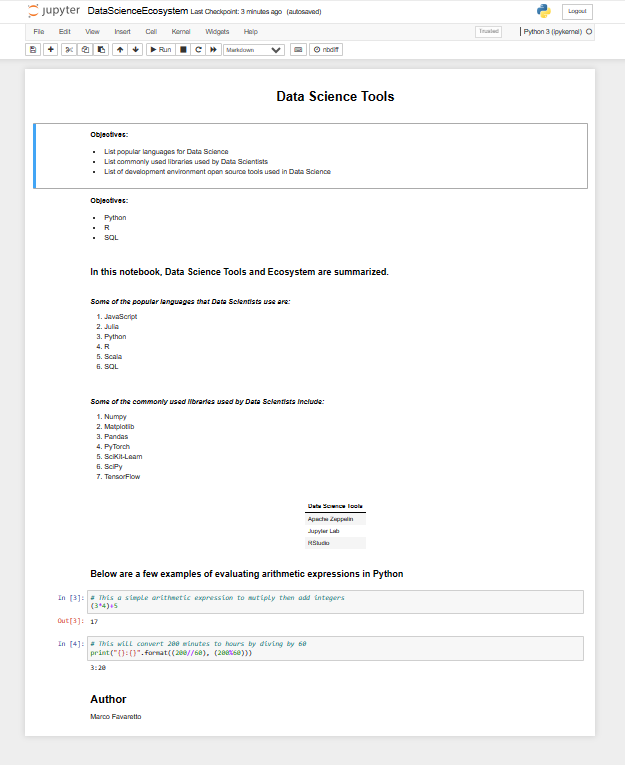 jupyter DataScienceEcosystem Last Checkpoint: 3 minutes ago (autosaved) Logout
File Edit View Insert Cell Kernel Widgets Help Trusted Python 3 (ipykernel)
Run Markdown nbdiff
Data Science Tools
Objectives:
• List popular languages for Data Science
• List commonly used libraries used by Data Scientists
• List of development environment open source tools used in Data Science
Objectives:
• Python
• R
• SQL
In this notebook, Data Science Tools and Ecosystem are summarized.
Some of the popular languages that Data Scientists use are:
1. JavaScript
2. Julia
3. Python
4. R
5. Scala
6. SQL
Some of the commonly used libraries used by Data Scientists include:
1. Numpy
2. Matplotlib
3. Pandas
4. PyTorch
5. SciKit-Learn
6. SciPy
7. TensorFlow
Data Science Tools
Apache Zeppelin
Jupyter Lab
RStudio
Below are a few examples of evaluating arithmetic expressions in Python
In [3]: # This a simple arithmetic expression to mutiply then add integers
(3*4)+5
Out[3]: 17
In [4]: # This will convert 200 minutes to hours by diving by 60
print("{}:{}".format((200//60), (200%60)))
3:20
Author
Marco Favaretto